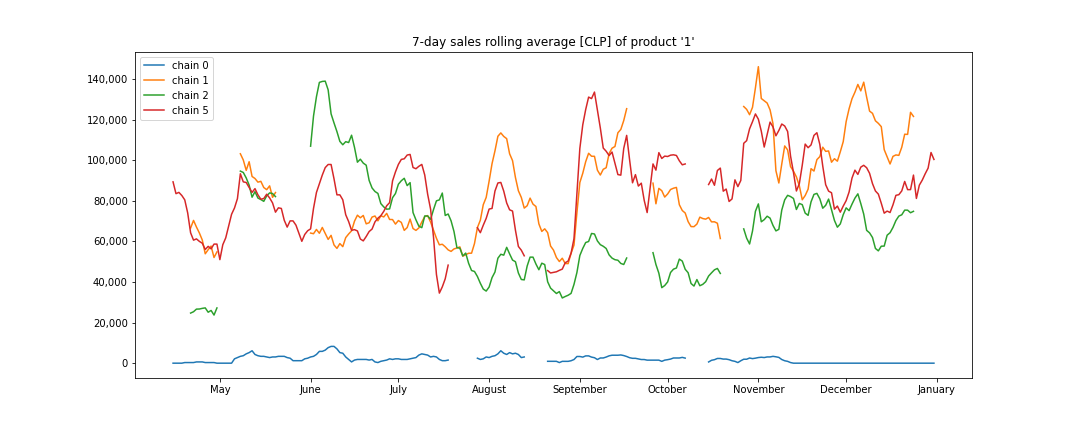 7-day sales rolling average [CLP] of product '1'
chain 0
chain 1
chain 2
chain 5
140,000
120,000
100,000
80,000
60,000
40,000
20,000
0
May June July August September October November December January